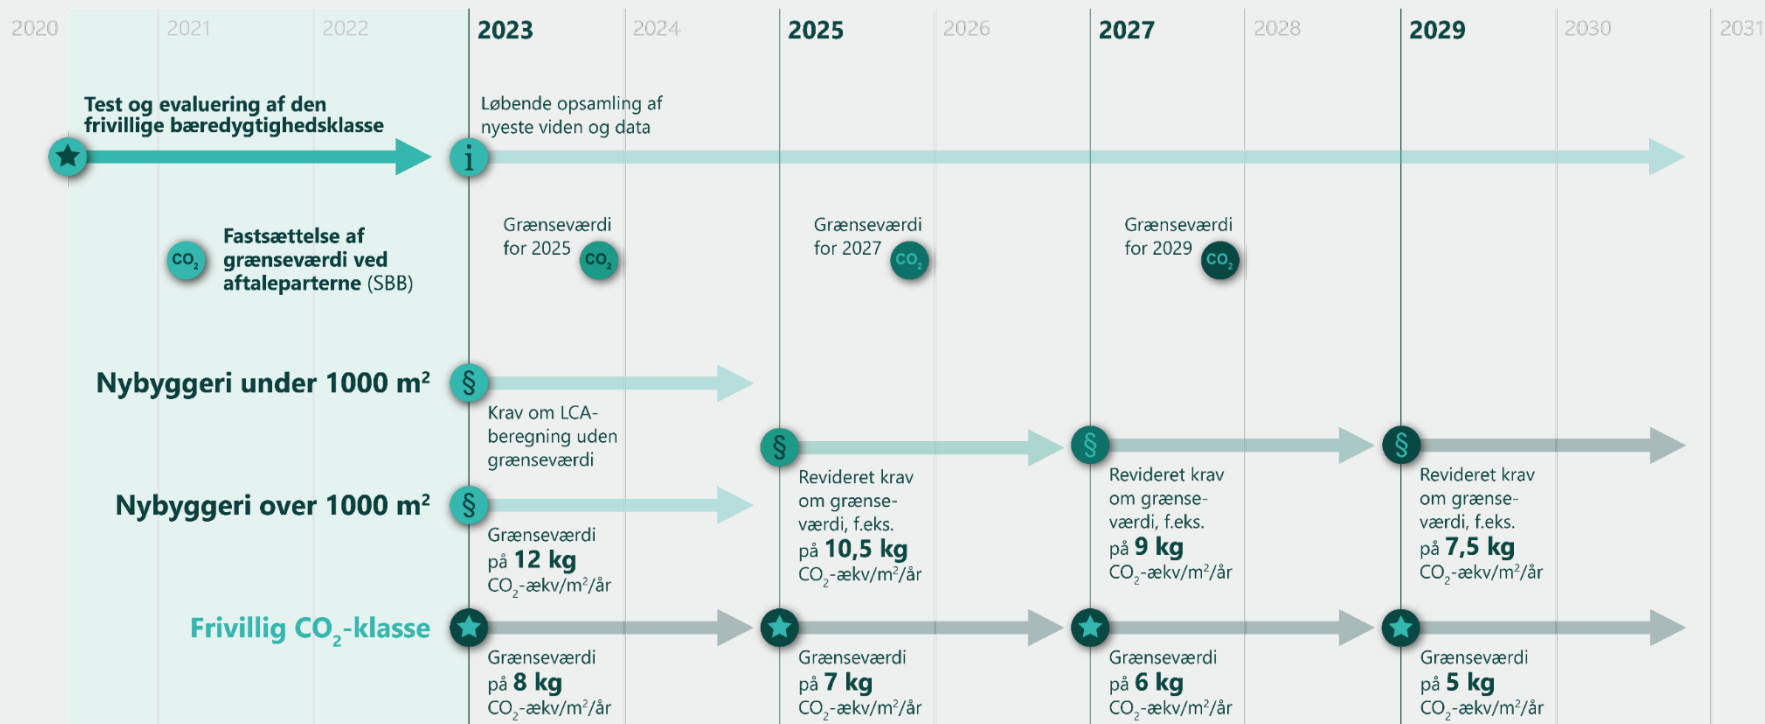 2020
2021
2022
2023
2024
2025
2026
2027
2028
2029
2030
2031
Test og evaluering af den
frivillige bæredygtighedsklasse
Løbende opsamling af
nyeste viden og data
i
CO₂
Fastsættelse af
grænseværdi ved
aftaleparterne (SBB)
Grænseværdi
for 2025
CO₂
Grænseværdi
for 2027
CO₂
Grænseværdi
for 2029
CO₂
Nybyggeri under 1000 m²
§
Krav om LCA-
beregning uden
grænseværdi
Nybyggeri over 1000 m²
§
Grænseværdi
på 12 kg
CO₂-ækv/m²/år
§
Revideret krav
om grænse-
værdi, f.eks.
på 10,5 kg
CO₂-ækv/m²/år
§
Revideret krav
om grænse-
værdi, f.eks.
på 9 kg
CO₂-ækv/m²/år
§
Revideret krav
om grænse-
værdi, f.eks.
på 7,5 kg
CO₂-ækv/m²/år
Frivillig CO₂-klasse
Grænseværdi
på 8 kg
CO₂-ækv/m²/år
Grænseværdi
på 7 kg
CO₂-ækv/m²/år
Grænseværdi
på 6 kg
CO₂-ækv/m²/år
Grænseværdi
på 5 kg
CO₂-ækv/m²/år